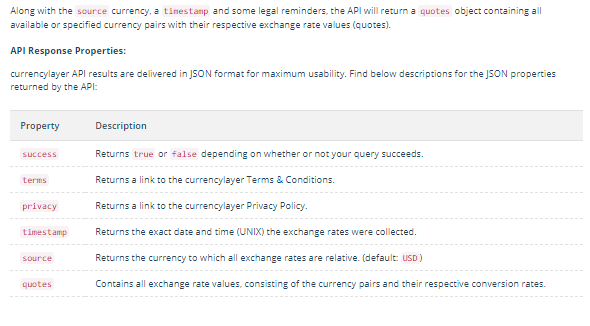 Along with the source currency, a timestamp and some legal reminders, the API will return a quotes object containing all
available or specified currency pairs with their respective exchange rate values (quotes).
API Response Properties:
currencylayer API results are delivered in JSON format for maximum usability. Find below descriptions for the JSON properties
returned by the API:
Property Description
success Returns true or false depending on whether or not your query succeeds.
terms Returns a link to the currencylayer Terms & Conditions.
privacy Returns a link to the currencylayer Privacy Policy.
timestamp Returns the exact date and time (UNIX) the exchange rates were collected.
source Returns the currency to which all exchange rates are relative. (default: USD)
quotes Contains all exchange rate values, consisting of the currency pairs and their respective conversion rates.